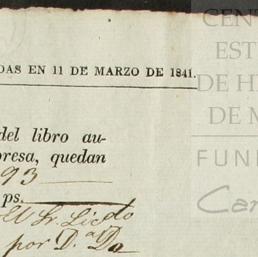 DAS EN 11 DE MARZO DE 1841.
del libro au-
presa, quedan
93
ps.
El Sr. Licdo
por D.ª Da
CEN
EST
DE H
DE M
FUN
Car